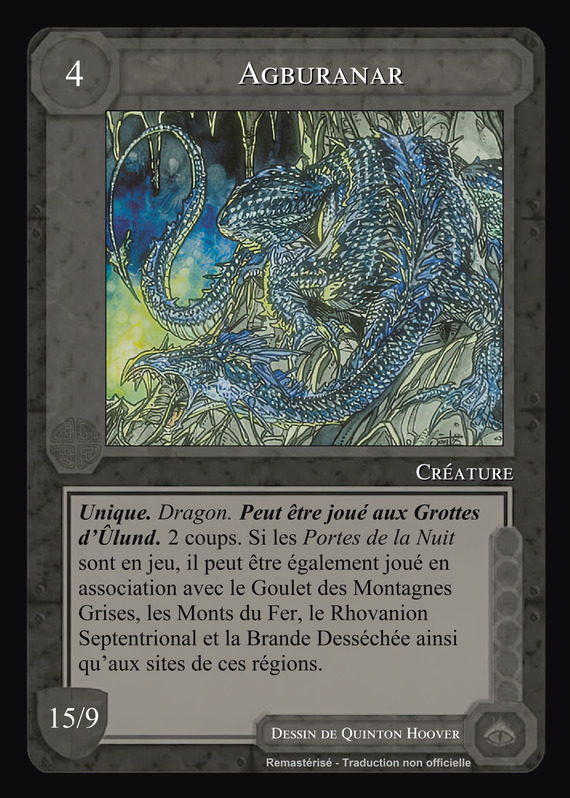 4
Agburanar
Créature
Unique. Dragon. Peut être joué aux Grottes
d'Ûlund. 2 coups. Si les Portes de la Nuit
sont en jeu, il peut être également joué en
association avec le Goulet des Montagnes
Grises, les Monts du Fer, le Rhovanion
Septentrional et la Brande Desséchée ainsi
qu'aux sites de ces régions.
15/9
Dessin de Quinton Hoover
Remastérisé - Traduction non officielle